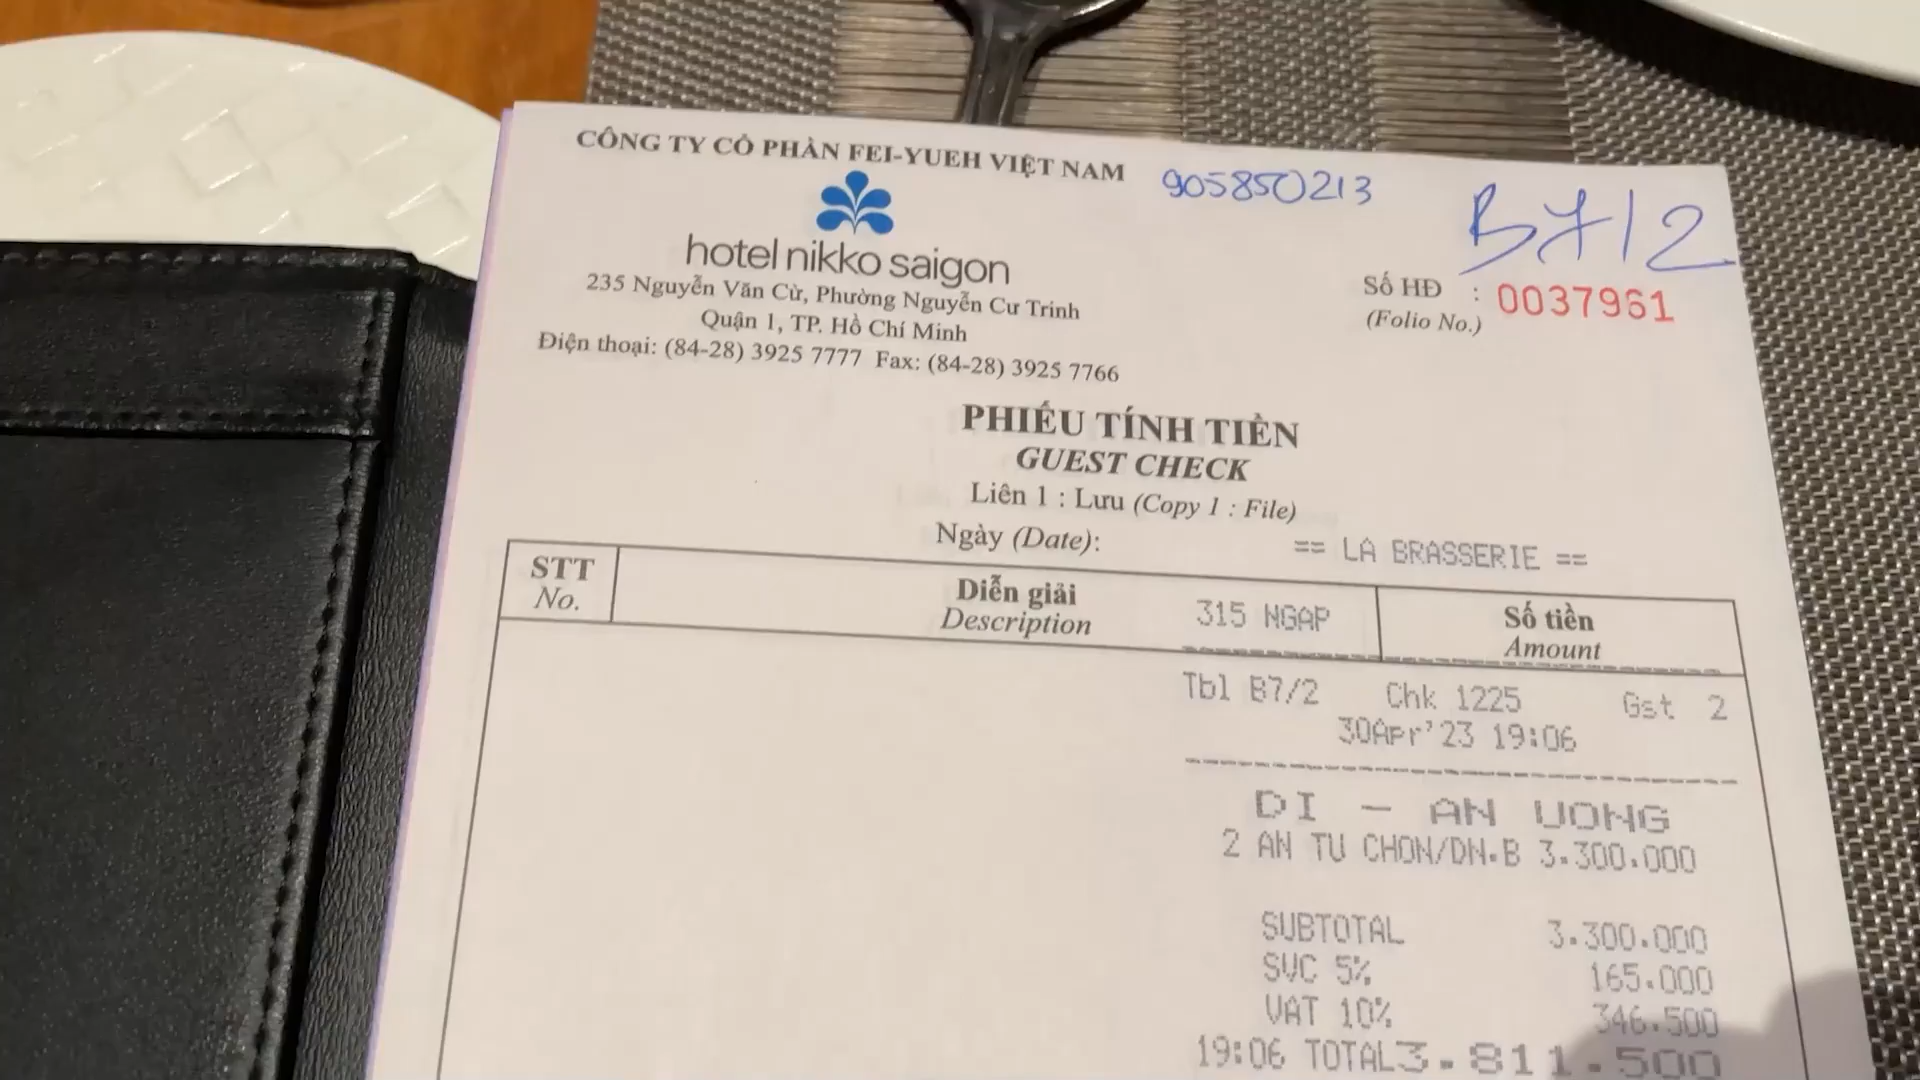 CÔNG TY CỔ PHẦN FEI-YUEH VIỆT NAM
905850213
B7/2
hotel nikko saigon
235 Nguyễn Văn Cừ, Phường Nguyễn Cư Trinh
Quận 1, TP. Hồ Chí Minh
Điện thoại: (84-28) 3925 7777 Fax: (84-28) 3925 7766
Số HĐ : 0037961
(Folio No.)
PHIẾU TÍNH TIỀN
GUEST CHECK
Liên 1 : Lưu (Copy 1 : File)
Ngày (Date): == LA BRASSERIE ==
STT Diễn giải Số tiền
No. Description 315 NGAP Amount
Tbl B7/2 Chk 1225 Gst 2
30Apr'23 19:06
DI - AN UONG
2 AN TU CHON/DN.B 3.300.000
SUBTOTAL 3.300.000
SVC 5% 165.000
VAT 10% 346.500
19:06 TOTAL 3.811.500